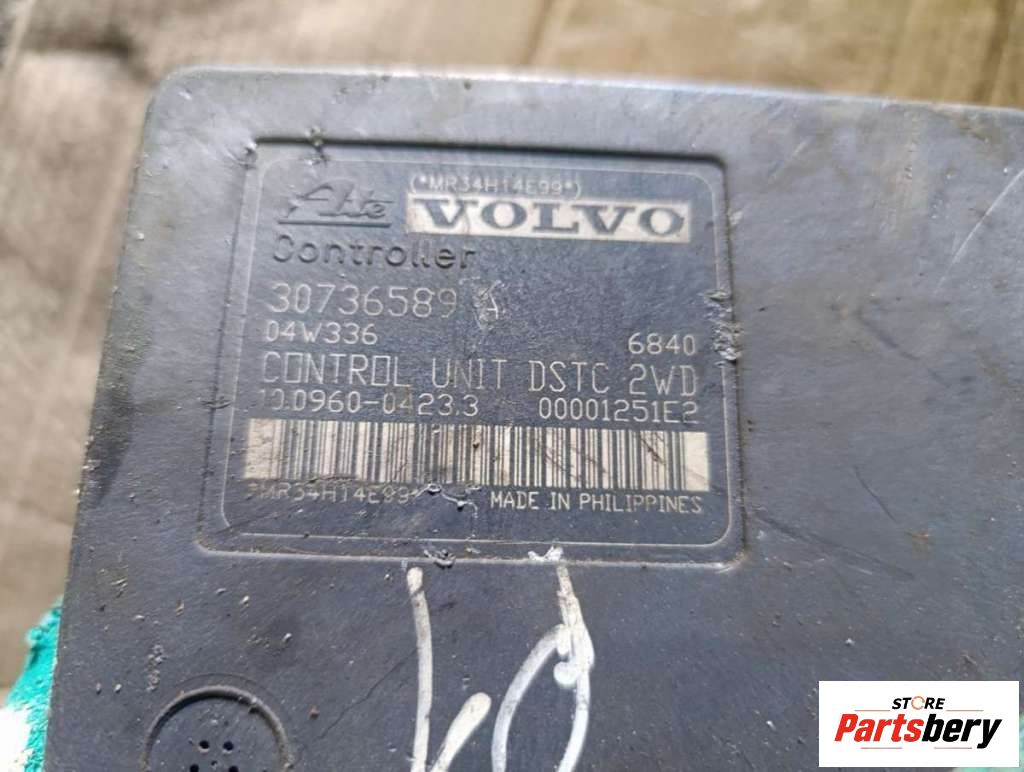 (*MR34H14E99*)
Ate VOLVO
Controller
30736589 A
04W336 6840
CONTROL UNIT DSTC 2WD
10.0960-0423.3 00001251E2
*MR34H14E99* MADE IN PHILIPPINES
STORE
Partsbery